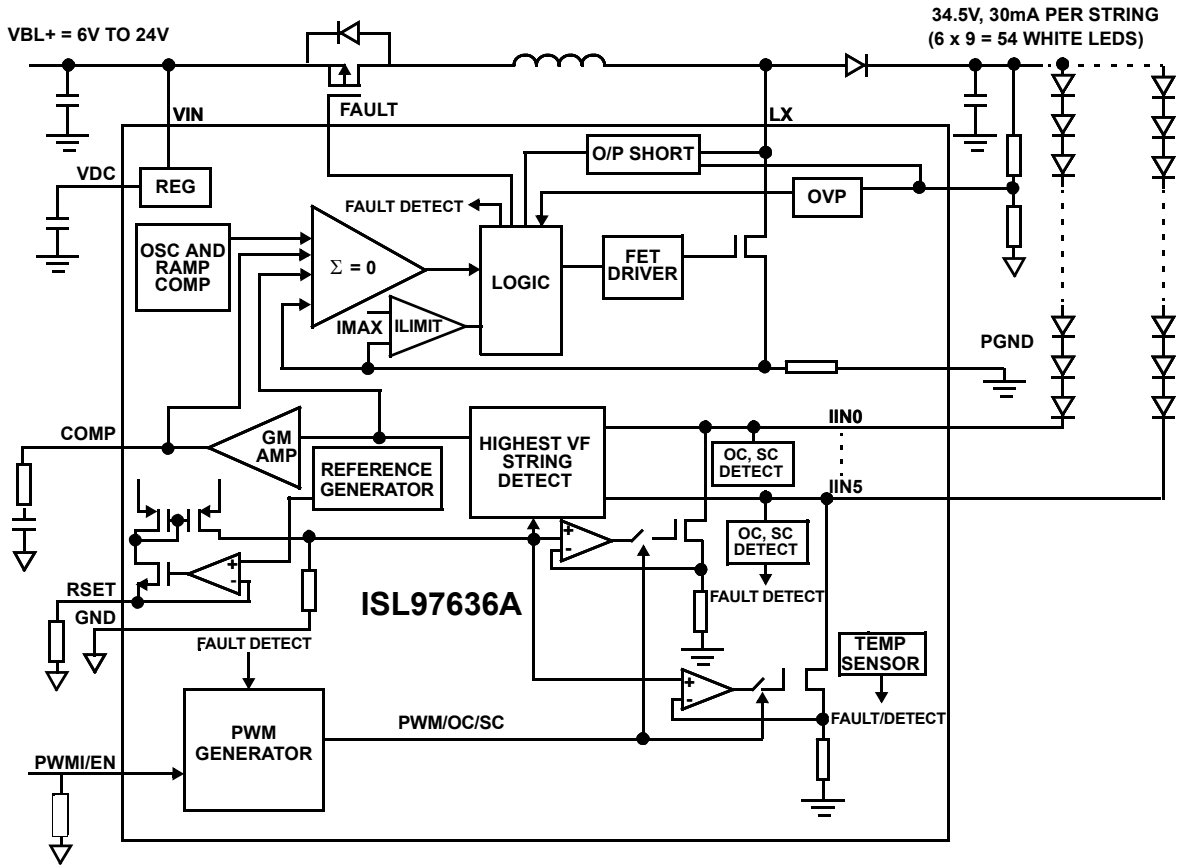 34.5V, 30mA PER STRING
(6 x 9 = 54 WHITE LEDS)
VBL+ = 6V TO 24V
FAULT
VIN
LX
O/P SHORT
VDC
REG
OVP
FAULT DETECT
OSC AND
RAMP
COMP
Σ = 0
LOGIC
FET
DRIVER
IMAX
ILIMIT
PGND
COMP
GM
AMP
HIGHEST VF
STRING
DETECT
IIN0
OC, SC
DETECT
REFERENCE
GENERATOR
IIN5
+
-
OC, SC
DETECT
+
-
RSET
FAULT DETECT
GND
ISL97636A
FAULT DETECT
TEMP
SENSOR
+
-
FAULT/DETECT
PWM/OC/SC
PWM
GENERATOR
PWMI/EN